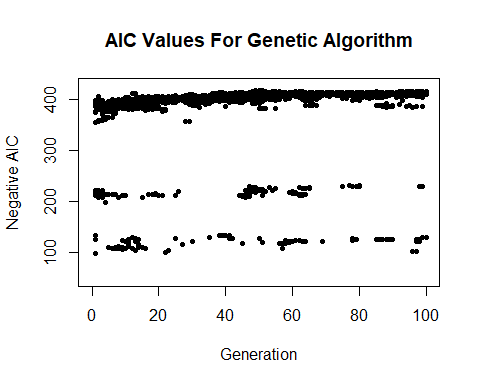 AIC Values For Genetic Algorithm
Negative AIC
400
300
200
100
0 20 40 60 80 100
Generation